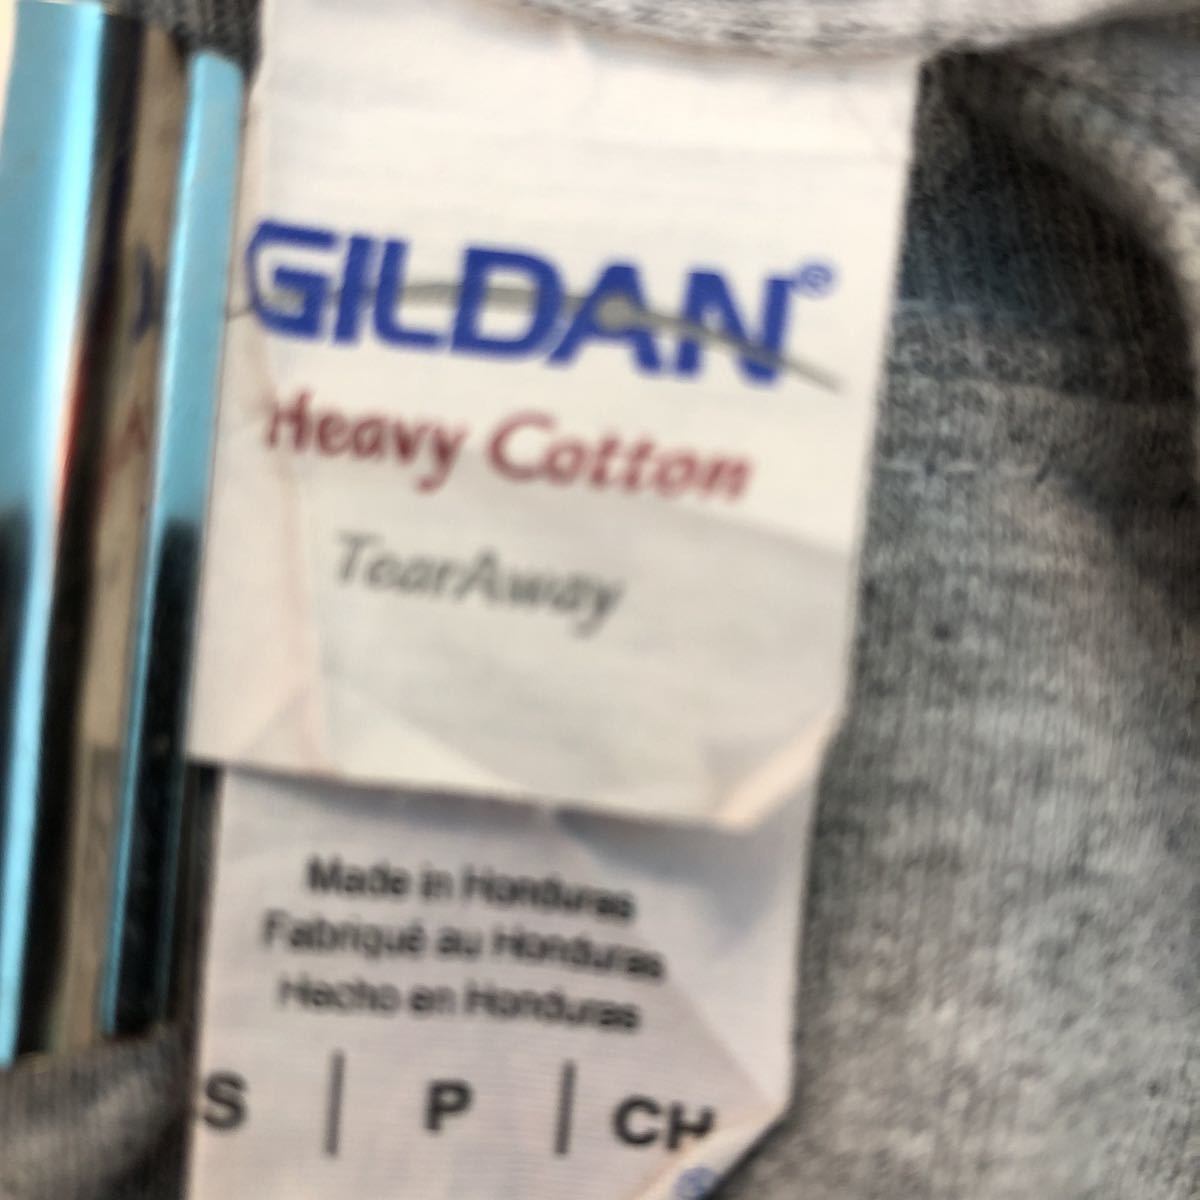 GILDAN®
Heavy Cotton
TearAway
Made in Honduras
Fabriqué au Honduras
Hecho en Honduras
S | P | CH